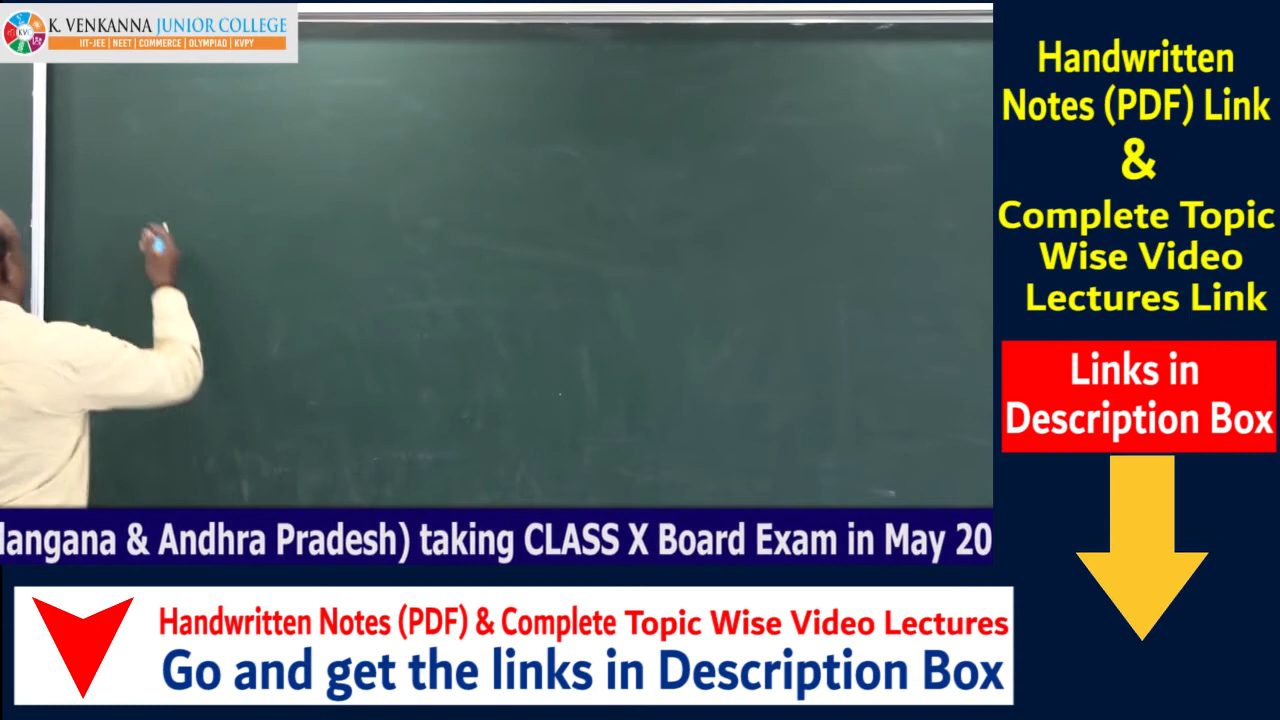 K. VENKANNA JUNIOR COLLEGE
KVC
IIT-JEE | NEET | COMMERCE | OLYMPIAD | KVPY
Handwritten
Notes (PDF) Link
&
Complete Topic
Wise Video
Lectures Link
Links in
Description Box
langana & Andhra Pradesh) taking CLASS X Board Exam in May 20
Handwritten Notes (PDF) & Complete Topic Wise Video Lectures
Go and get the links in Description Box